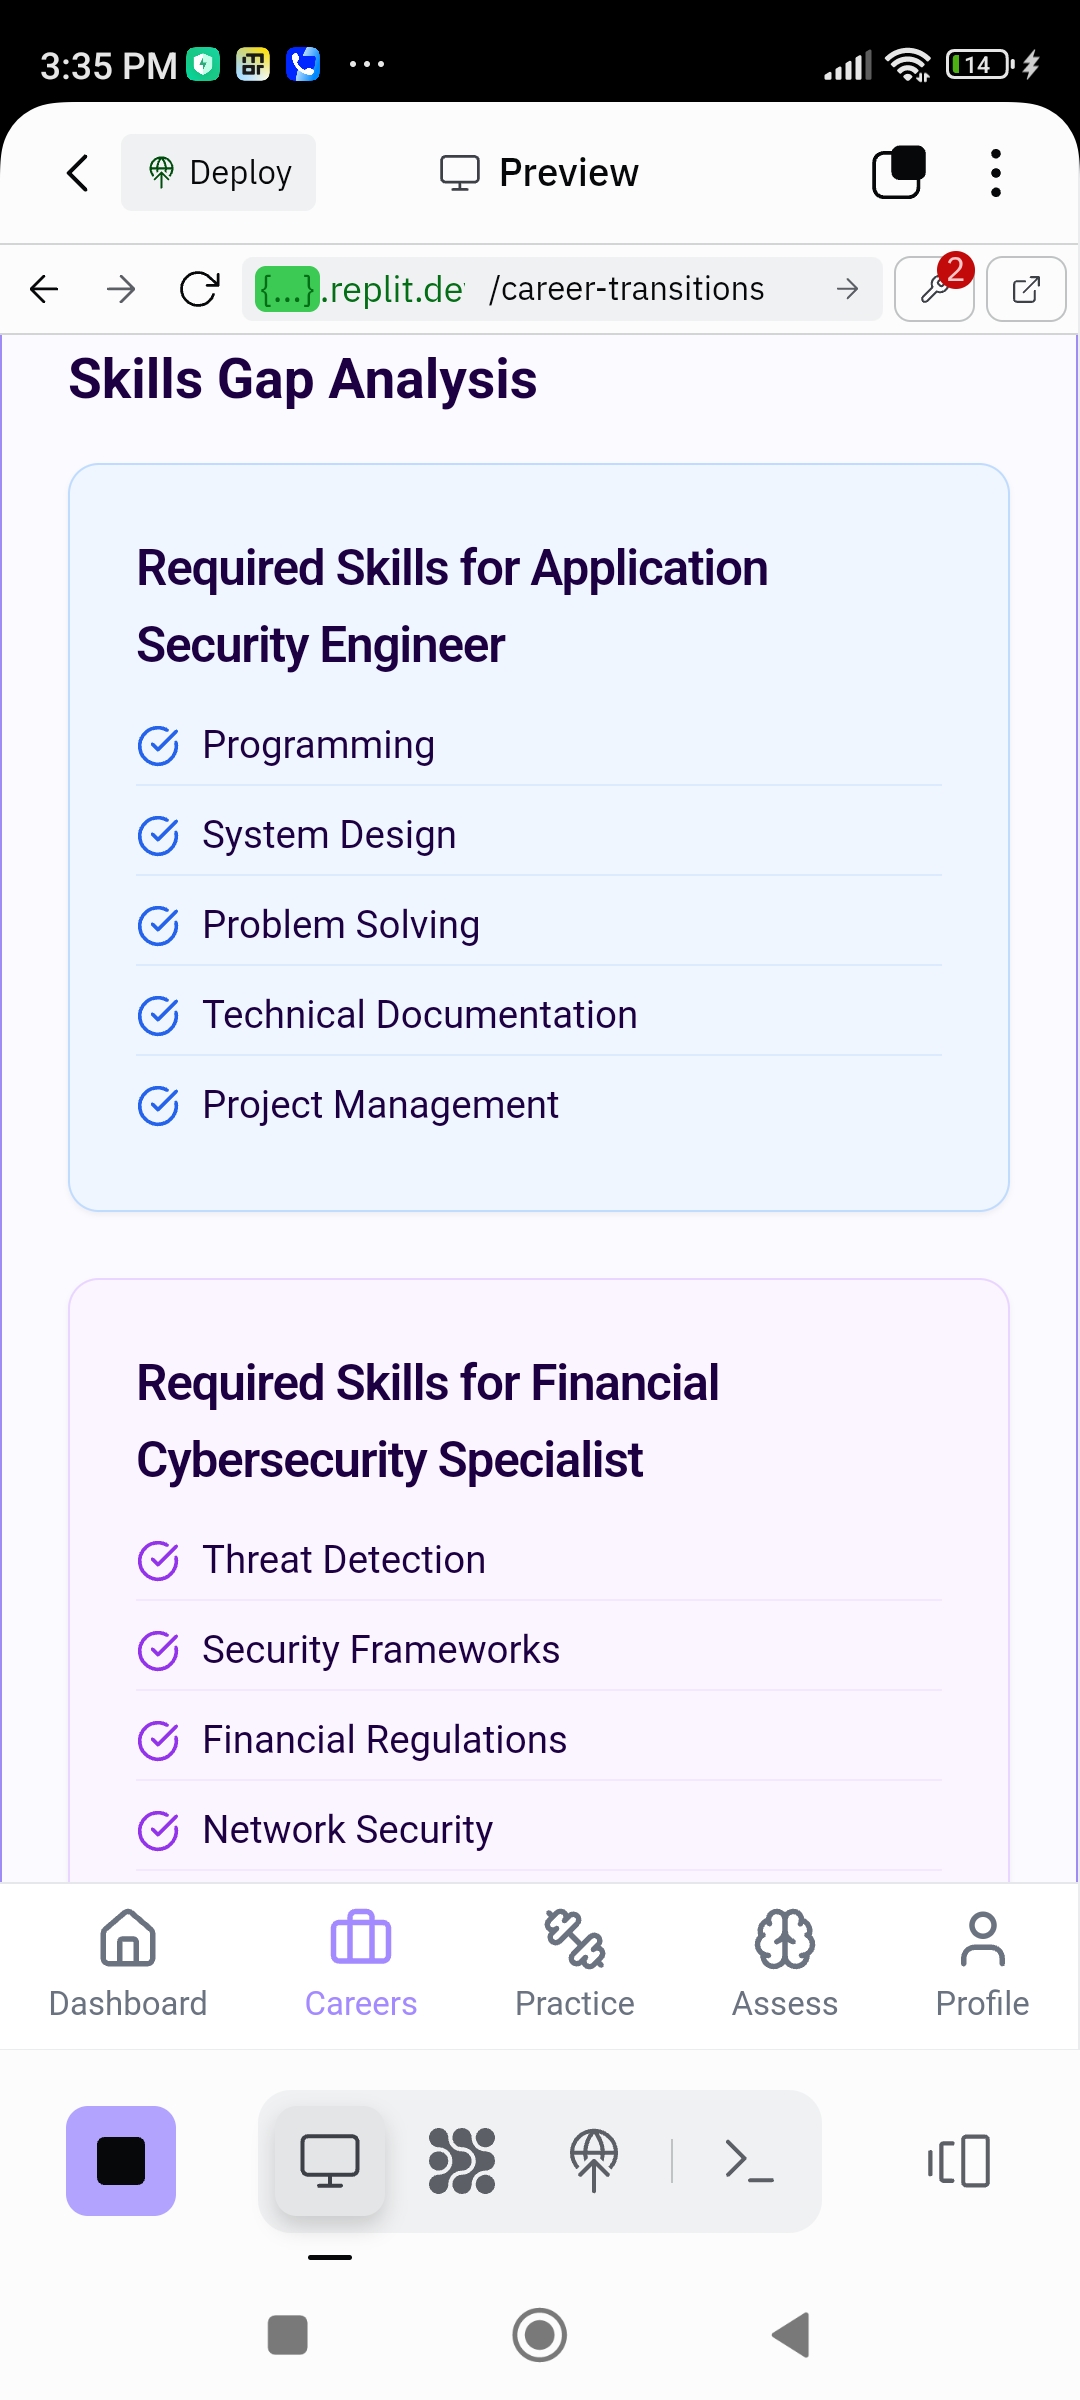 3:35 PM
14
Deploy
Preview
{...}.replit.de
/career-transitions
2
Skills Gap Analysis
Required Skills for Application
Security Engineer
Programming
System Design
Problem Solving
Technical Documentation
Project Management
Required Skills for Financial
Cybersecurity Specialist
Threat Detection
Security Frameworks
Financial Regulations
Network Security
Dashboard
Careers
Practice
Assess
Profile